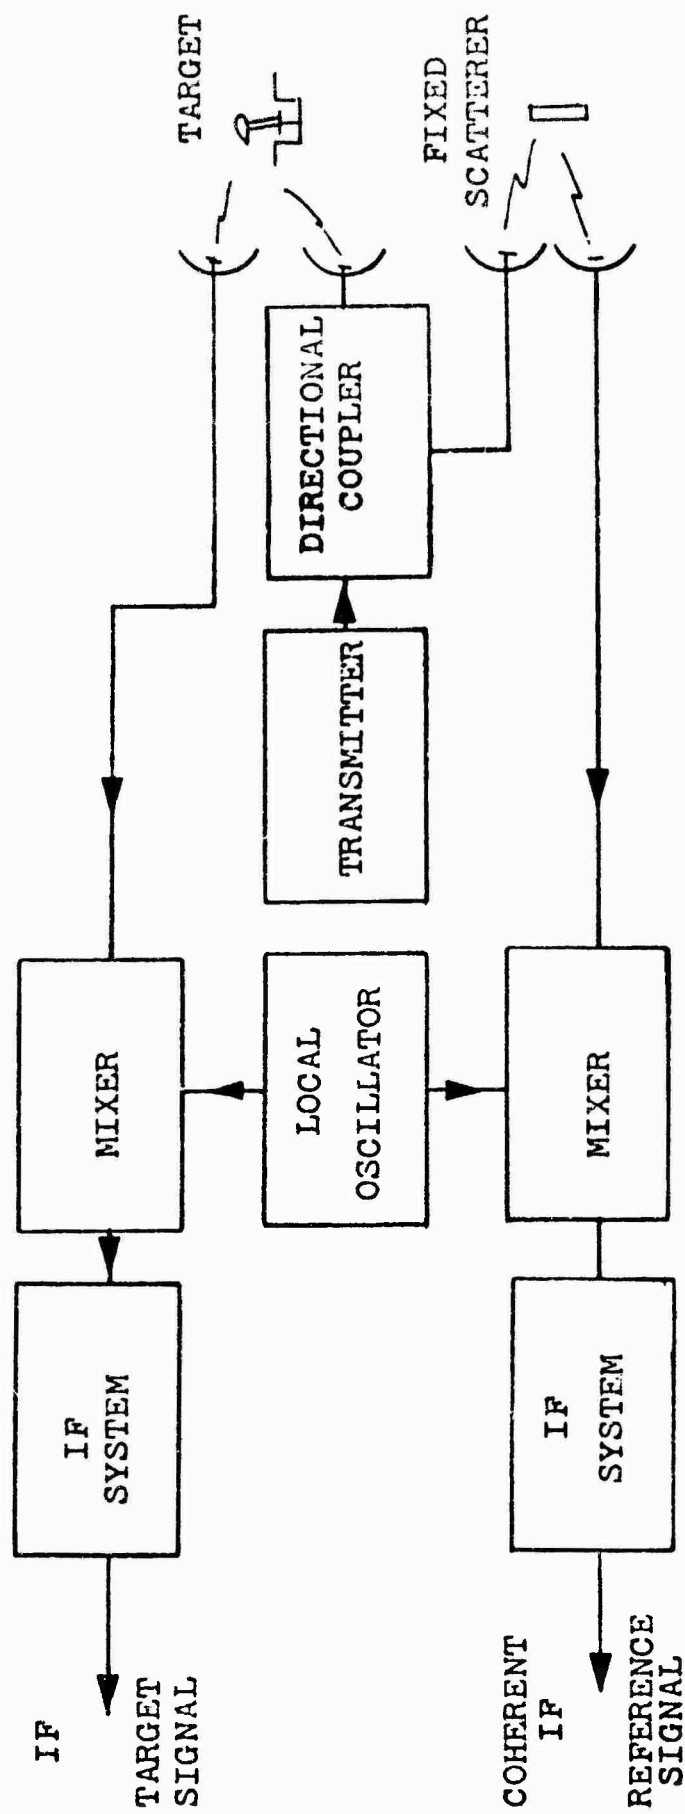 TARGET
FIXED
SCATTERER
DIRECTIONAL
COUPLER
TRANSMITTER
MIXER
LOCAL
OSCILLATOR
MIXER
IF
SYSTEM
IF
SYSTEM
IF
TARGET
SIGNAL
COHERENT
IF
REFERENCE
SIGNAL